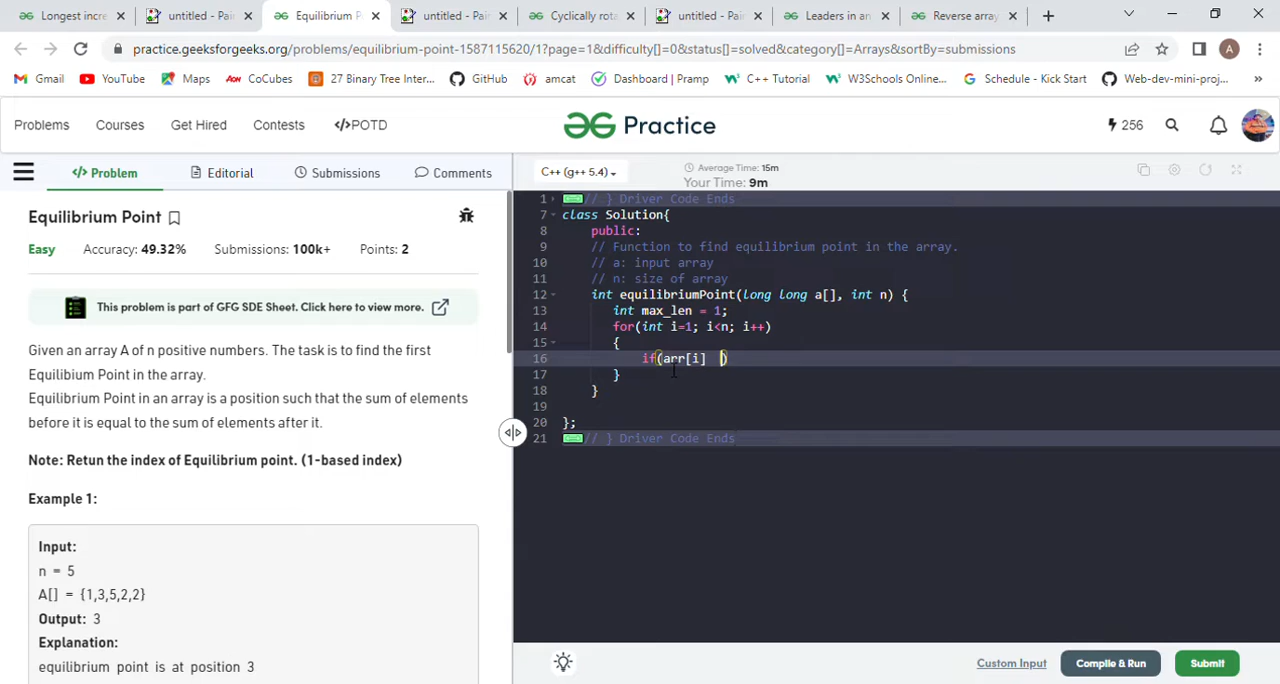 Longest incre
untitled - Pai
Equilibrium P
untitled - Pai
Cyclically rot
untitled - Pai
Leaders in an
Reverse array
practice.geeksforgeeks.org/problems/equilibrium-point-1587115620/1?page=1&difficulty[]=0&status[]=solved&category[]=Arrays&sortBy=submissions
A
Gmail
YouTube
Maps
Aon CoCubes
27 Binary Tree Inter...
GitHub
amcat
Dashboard | Pramp
C++ Tutorial
W3Schools Onlin...
Schedule - Kick Start
Web-dev-mini-proj...
»
Problems
Courses
Get Hired
Contests
</>POTD
Practice
256
</> Problem
Editorial
Submissions
Comments
C++ (g++ 5.4)
Average Time: 15m
Your Time: 9m
Equilibrium Point
Easy
Accuracy: 49.32%
Submissions: 100k+
Points: 2
This problem is part of GFG SDE Sheet. Click here to view more.
Given an array A of n positive numbers. The task is to find the first
Equilibrium Point in the array.
Equilibrium Point in an array is a position such that the sum of elements
before it is equal to the sum of elements after it.
Note: Retun the index of Equilibrium point. (1-based index)
Example 1:
Input:
n = 5
A[] = {1,3,5,2,2}
Output: 3
Explanation:
equilibrium point is at position 3
1 // } Driver Code Ends
7 class Solution{
8 public:
9 // Function to find equilibrium point in the array.
10 // a: input array
11 // n: size of array
12 int equilibriumPoint(long long a[], int n) {
13 int max_len = 1;
14 for(int i=1; i<n; i++)
15 {
16 if(arr[i] )
17 }
18 }
19
20 };
21 // } Driver Code Ends
Custom Input
Compile & Run
Submit